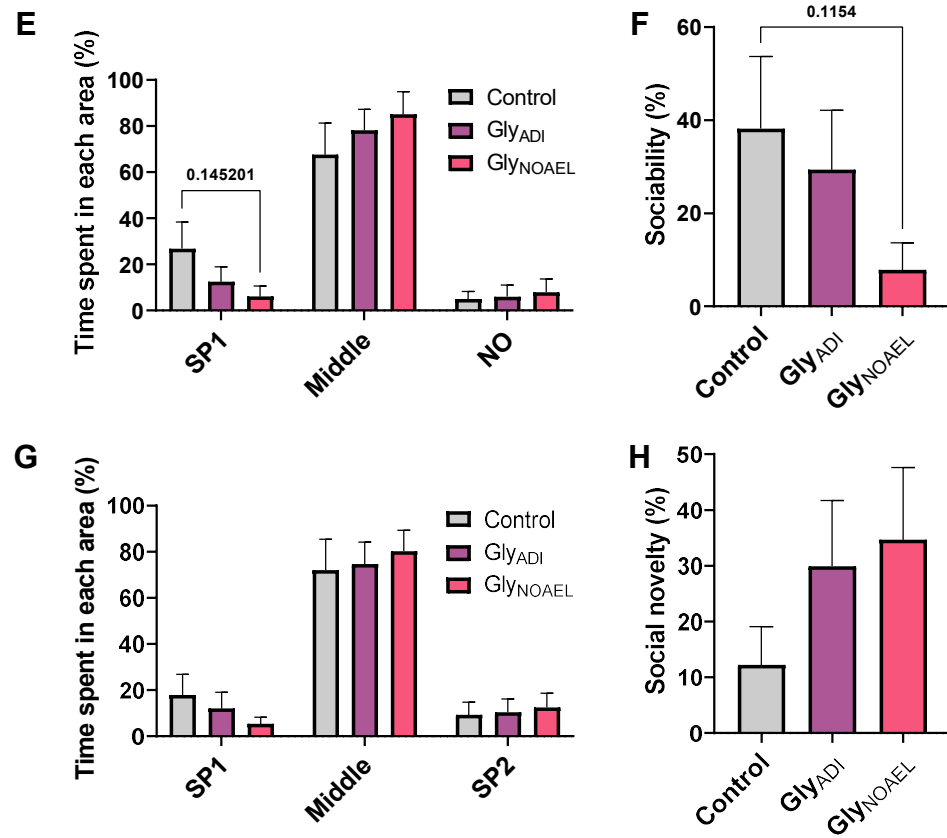 E
Time spent in each area (%)
100
80
60
40
20
0
0.145201
Control
GlyADI
GlyNOAEL
SP1
Middle
NO
F
Sociability (%)
60
40
20
0
0.1154
Control
GlyADI
GlyNOAEL
G
Time spent in each area (%)
100
80
60
40
20
0
Control
GlyADI
GlyNOAEL
SP1
Middle
SP2
H
Social novelty (%)
50
40
30
20
10
0
Control
GlyADI
GlyNOAEL